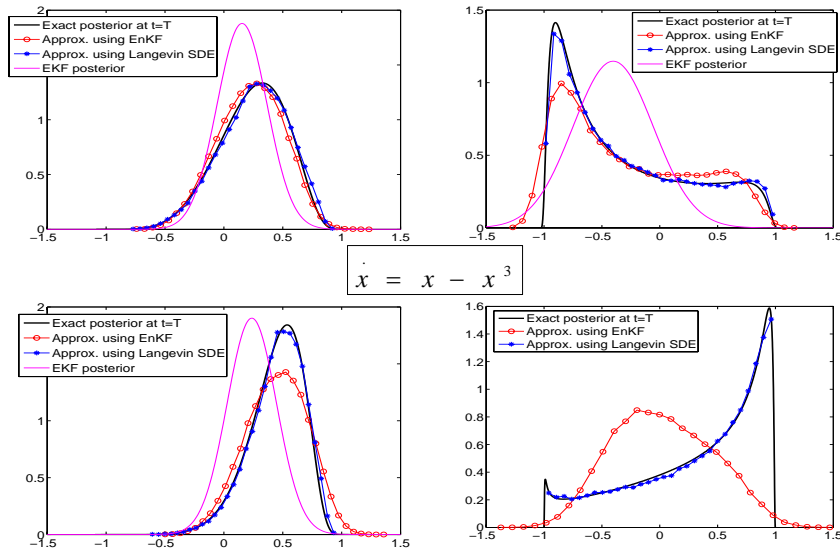 2
1
0
−1.5 −1 −0.5 0 0.5 1 1.5
Exact posterior at t=T
Approx. using EnKF
Approx. using Langevin SDE
EKF posterior
1.5
1
0.5
0
−1.5 −1 −0.5 0 0.5 1 1.5
Exact posterior at t=T
Approx. using EnKF
Approx. using Langevin SDE
EKF posterior
ẋ = x − x³
2
1
0
−1.5 −1 −0.5 0 0.5 1 1.5
Exact posterior at t=T
Approx. using EnKF
Approx. using Langevin SDE
EKF posterior
1.6
1.4
1.2
1
0.8
0.6
0.4
0.2
0
−1.5 −1 −0.5 0 0.5 1 1.5
Exact posterior at t=T
Approx. using EnKF
Approx. using Langevin SDE